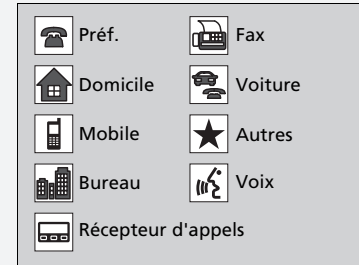 Préf.
Fax
Domicile
Voiture
Mobile
Autres
Bureau
Voix
Récepteur d'appels